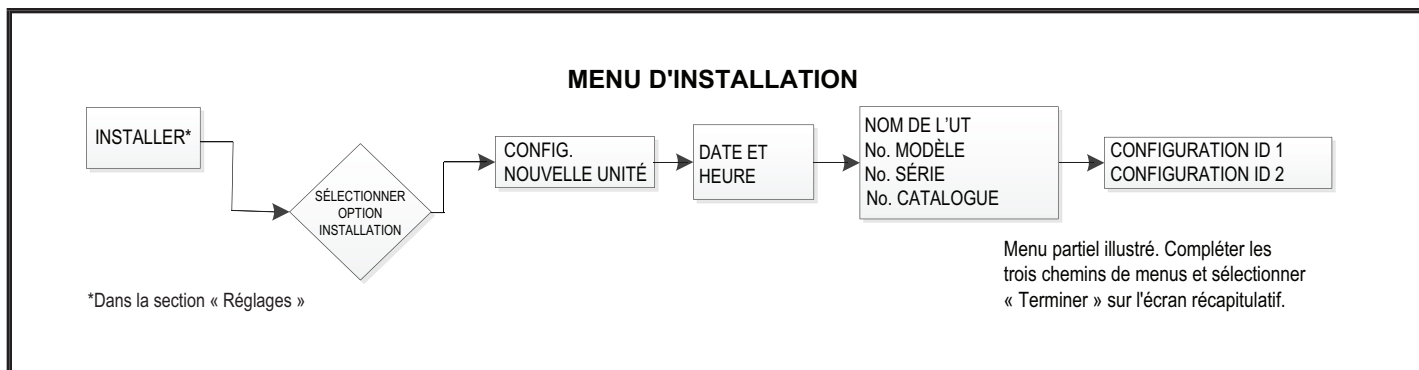 MENU D'INSTALLATION
INSTALLER*
SÉLECTIONNER
OPTION
INSTALLATION
CONFIG.
NOUVELLE UNITÉ
DATE ET
HEURE
NOM DE L’UT
No. MODÈLE
No. SÉRIE
No. CATALOGUE
CONFIGURATION ID 1
CONFIGURATION ID 2
Menu partiel illustré. Compléter les
trois chemins de menus et sélectionner
« Terminer » sur l'écran récapitulatif.
*Dans la section « Réglages »